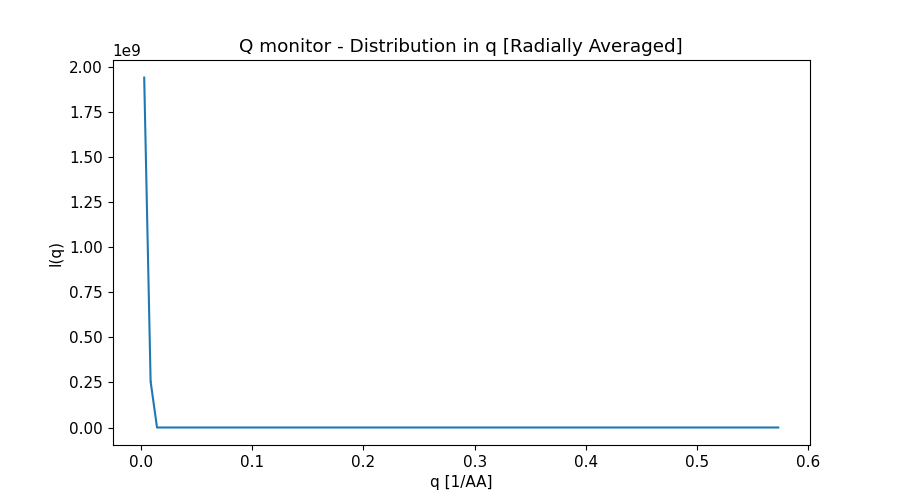 Q monitor - Distribution in q [Radially Averaged]
1e9
2.00
1.75
1.50
1.25
1.00
0.75
0.50
0.25
0.00
I(q)
0.0 0.1 0.2 0.3 0.4 0.5 0.6
q [1/AA]